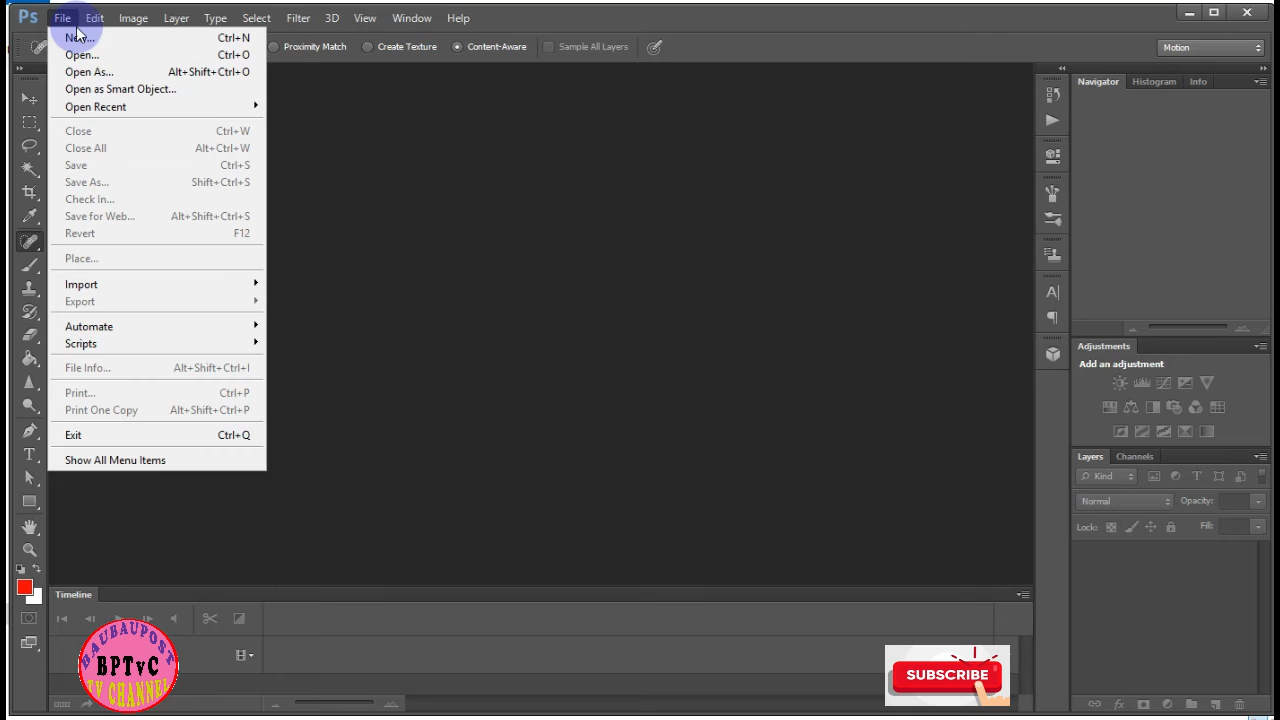 Ps File Edit Image Layer Type Select Filter 3D View Window Help
Proximity Match Create Texture Content-Aware Sample All Layers Motion
New... Ctrl+N
Open... Ctrl+O
Open As... Alt+Shift+Ctrl+O
Open as Smart Object...
Open Recent
Close Ctrl+W
Close All Alt+Ctrl+W
Save Ctrl+S
Save As... Shift+Ctrl+S
Check In...
Save for Web... Alt+Shift+Ctrl+S
Revert F12
Place...
Import
Export
Automate
Scripts
File Info... Alt+Shift+Ctrl+I
Print... Ctrl+P
Print One Copy Alt+Shift+Ctrl+P
Exit Ctrl+Q
Show All Menu Items
Navigator Histogram Info
Adjustments
Add an adjustment
Layers Channels
Kind
Normal Opacity:
Lock: Fill:
Timeline
BAUBAUPOST
BPTvC
TV CHANNEL
SUBSCRIBE